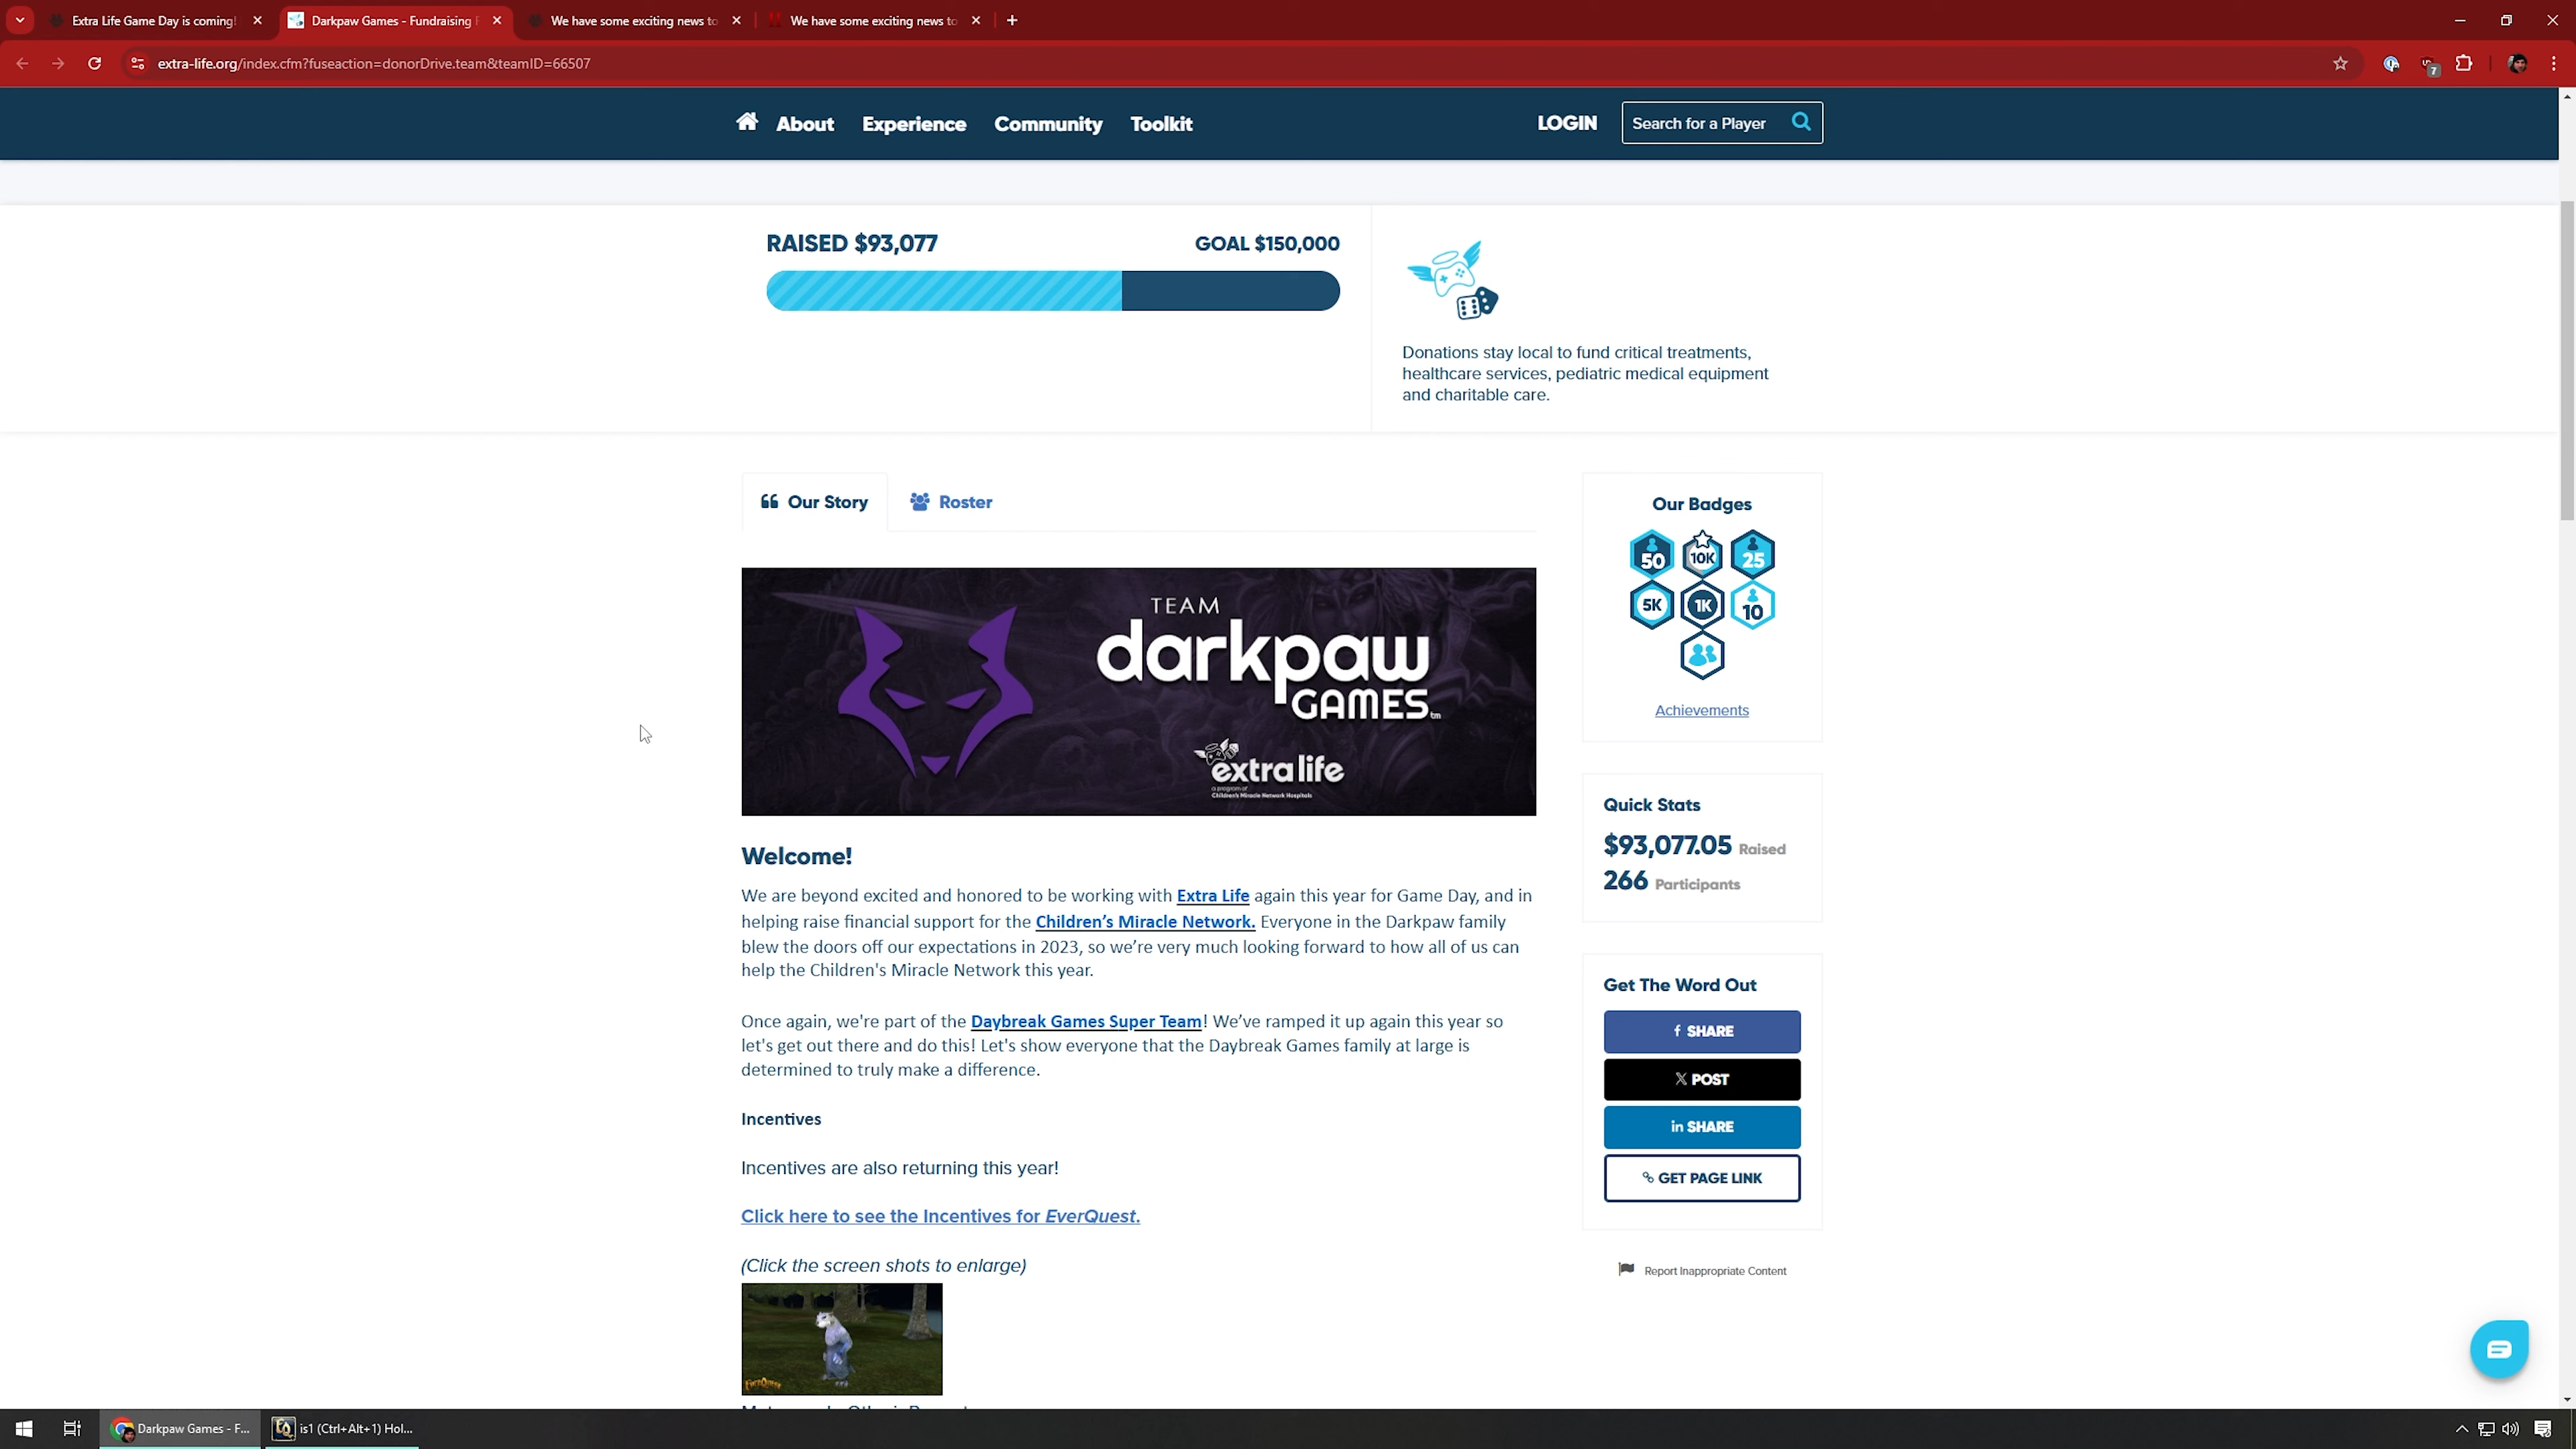 Extra Life Game Day is coming!
Darkpaw Games - Fundraising F
We have some exciting news to
We have some exciting news to
extra-life.org/index.cfm?fuseaction=donorDrive.team&teamID=66507
7
About
Experience
Community
Toolkit
LOGIN
Search for a Player
RAISED $93,077
GOAL $150,000
Donations stay local to fund critical treatments,
healthcare services, pediatric medical equipment
and charitable care.
Our Story
Roster
TEAM
darkpaw
GAMES™
extralife
a program of
Children's Miracle Network Hospitals
Welcome!
We are beyond excited and honored to be working with Extra Life again this year for Game Day, and in
helping raise financial support for the Children’s Miracle Network. Everyone in the Darkpaw family
blew the doors off our expectations in 2023, so we’re very much looking forward to how all of us can
help the Children's Miracle Network this year.
Once again, we're part of the Daybreak Games Super Team! We’ve ramped it up again this year so
let's get out there and do this! Let's show everyone that the Daybreak Games family at large is
determined to truly make a difference.
Incentives
Incentives are also returning this year!
Click here to see the Incentives for EverQuest.
(Click the screen shots to enlarge)
EverQuest
Our Badges
50
10K
25
5K
1K
10
Achievements
Quick Stats
$93,077.05 Raised
266 Participants
Get The Word Out
f SHARE
X POST
in SHARE
GET PAGE LINK
Report Inappropriate Content
Darkpaw Games - F...
is1 (Ctrl+Alt+1) Hol...